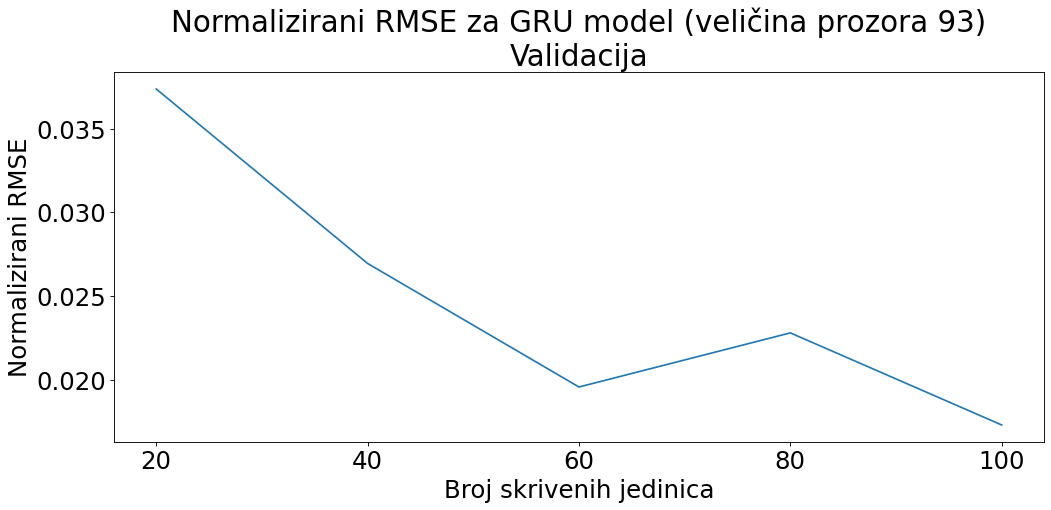 Normalizirani RMSE za GRU model (veličina prozora 93)
Validacija
Normalizirani RMSE
0.035
0.030
0.025
0.020
20 40 60 80 100
Broj skrivenih jedinica